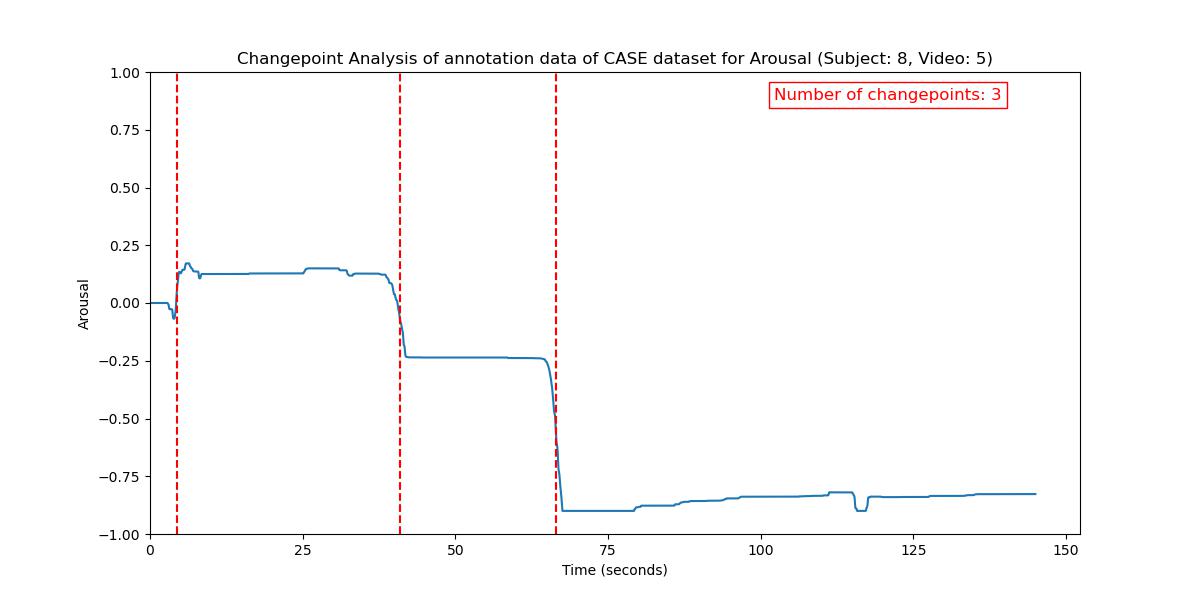 Changepoint Analysis of annotation data of CASE dataset for Arousal (Subject: 8, Video: 5)
Number of changepoints: 3
1.00
0.75
0.50
0.25
0.00
−0.25
−0.50
−0.75
−1.00
Arousal
0 25 50 75 100 125 150
Time (seconds)